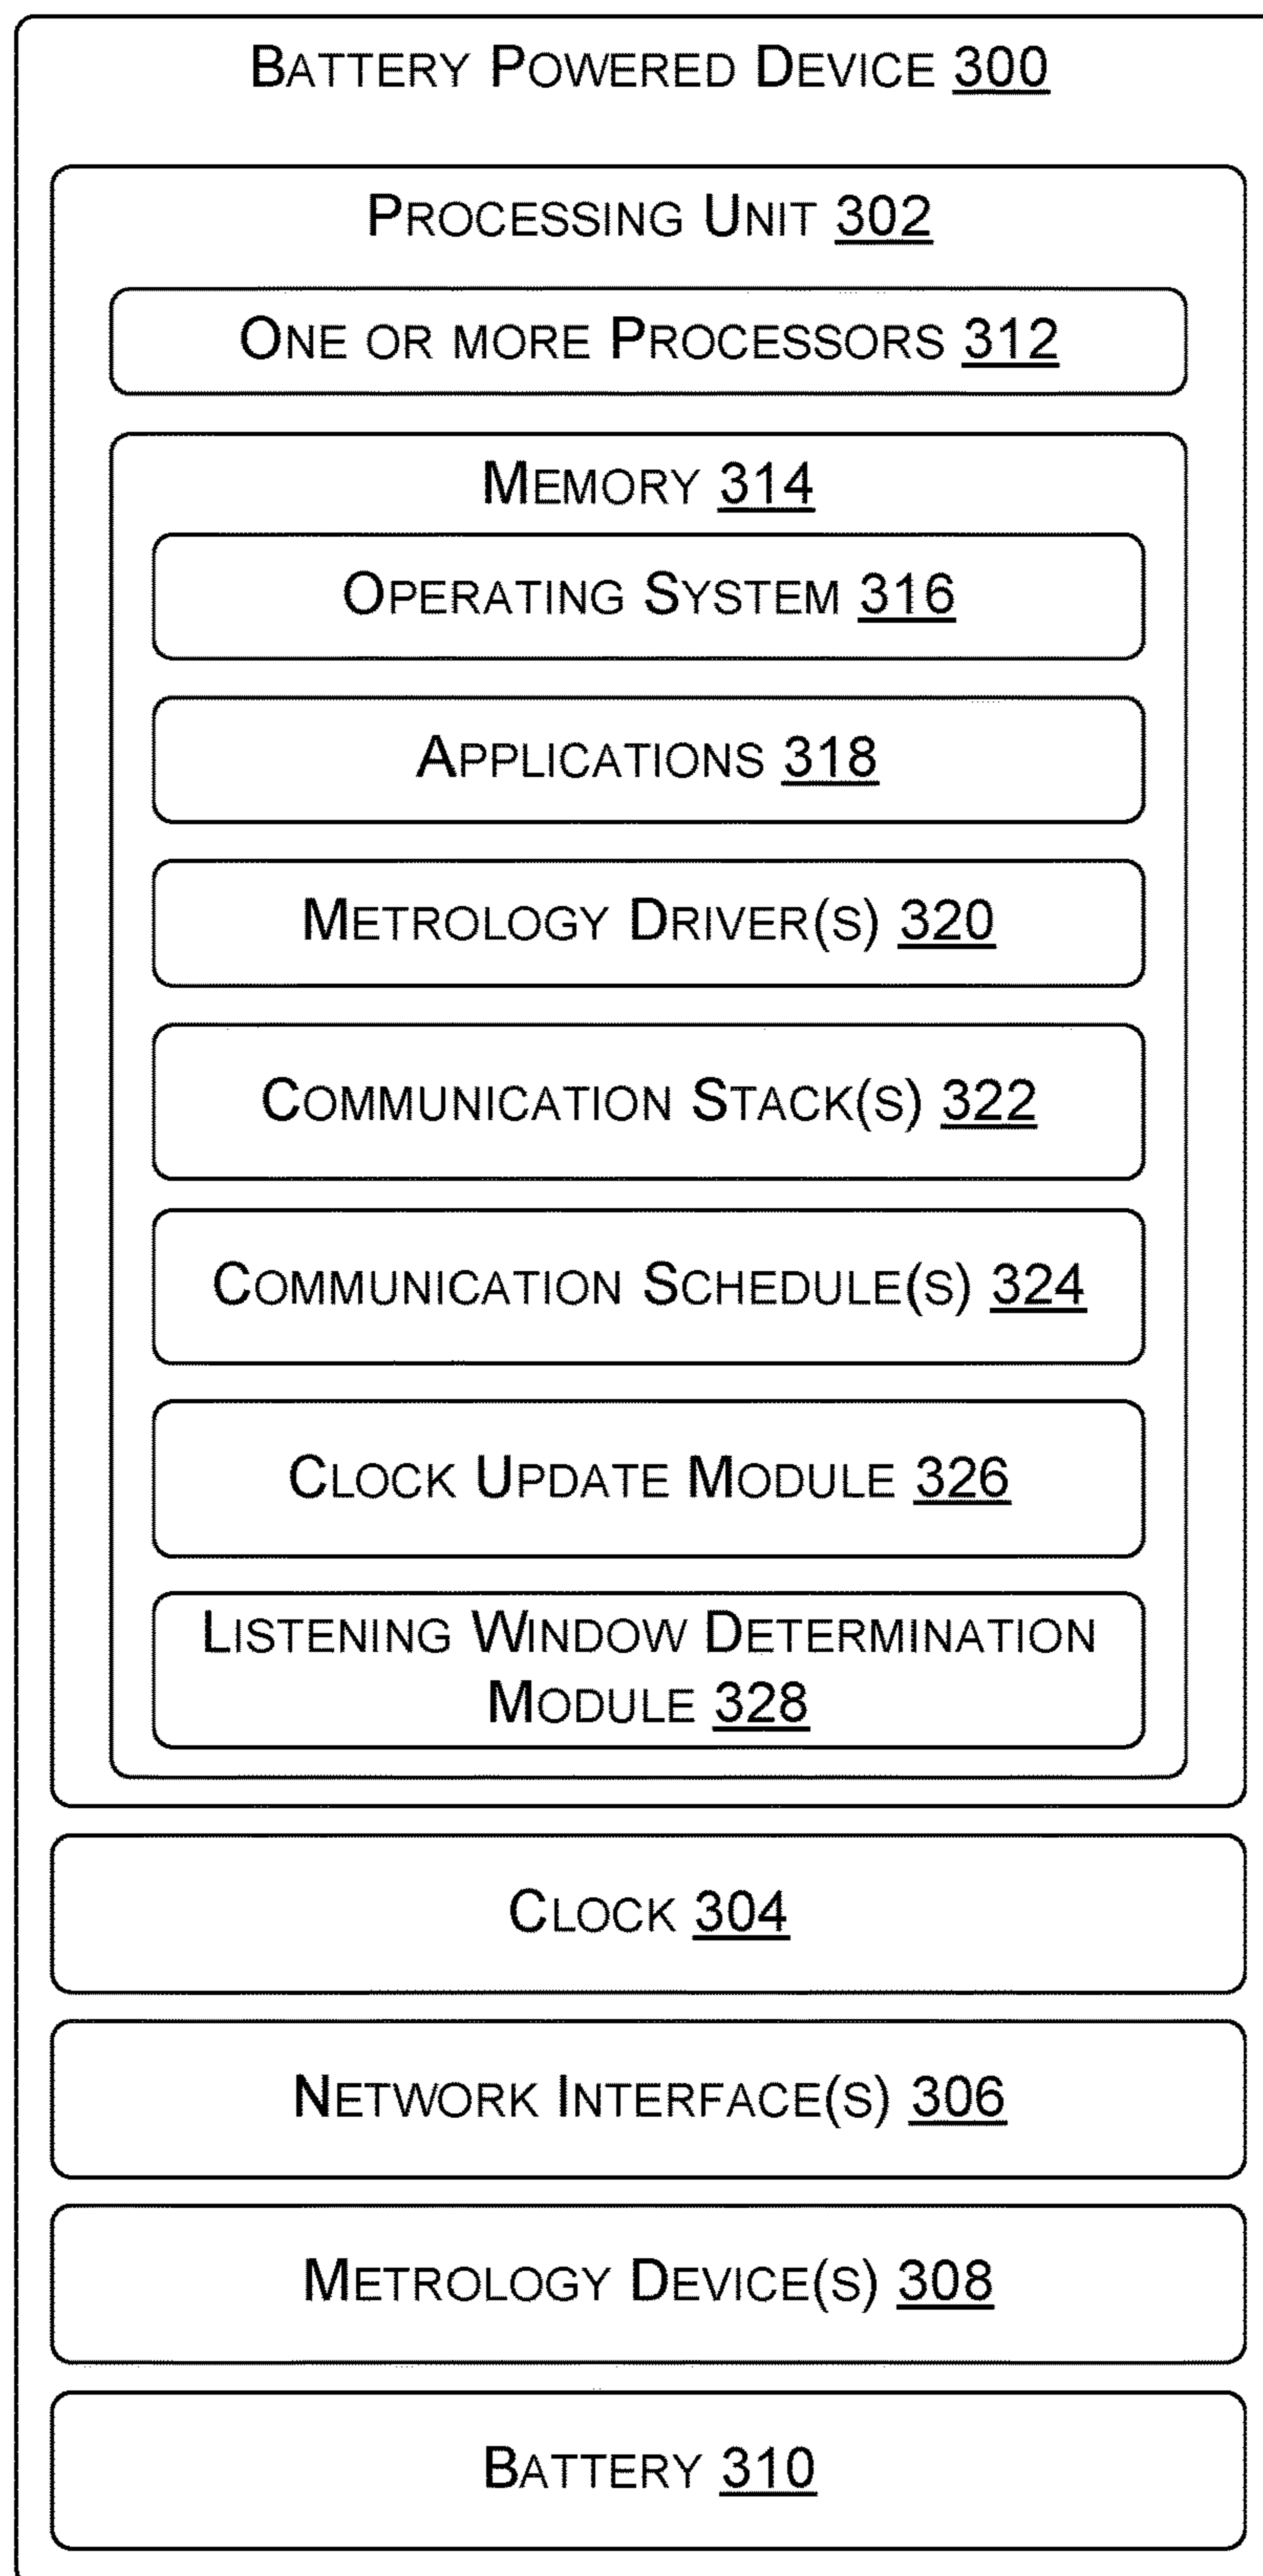 BATTERY POWERED DEVICE 300
PROCESSING UNIT 302
ONE OR MORE PROCESSORS 312
MEMORY 314
OPERATING SYSTEM 316
APPLICATIONS 318
METROLOGY DRIVER(S) 320
COMMUNICATION STACK(S) 322
COMMUNICATION SCHEDULE(S) 324
CLOCK UPDATE MODULE 326
LISTENING WINDOW DETERMINATION
MODULE 328
CLOCK 304
NETWORK INTERFACE(S) 306
METROLOGY DEVICE(S) 308
BATTERY 310